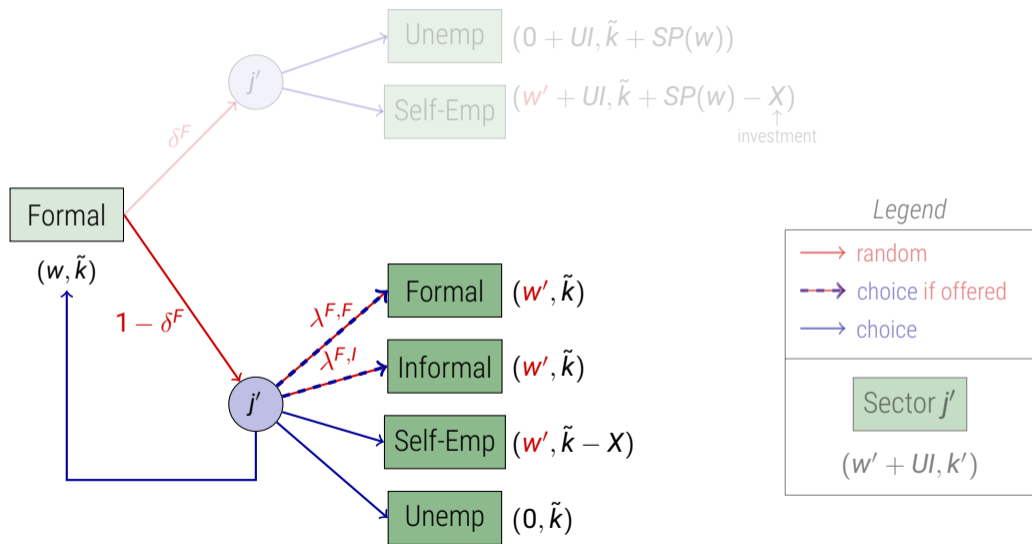 Unemp (0 + UI, k̃ + SP(w))
j′
Self-Emp (w′ + UI, k̃ + SP(w) − X)
↑
investment
δ^F
Formal
(w, k̃)
1 − δ^F
j′
λ^{F,F}
λ^{F,I}
Formal (w′, k̃)
Informal (w′, k̃)
Self-Emp (w′, k̃ − X)
Unemp (0, k̃)
Legend
random
choice if offered
choice
Sector j′
(w′ + UI, k′)